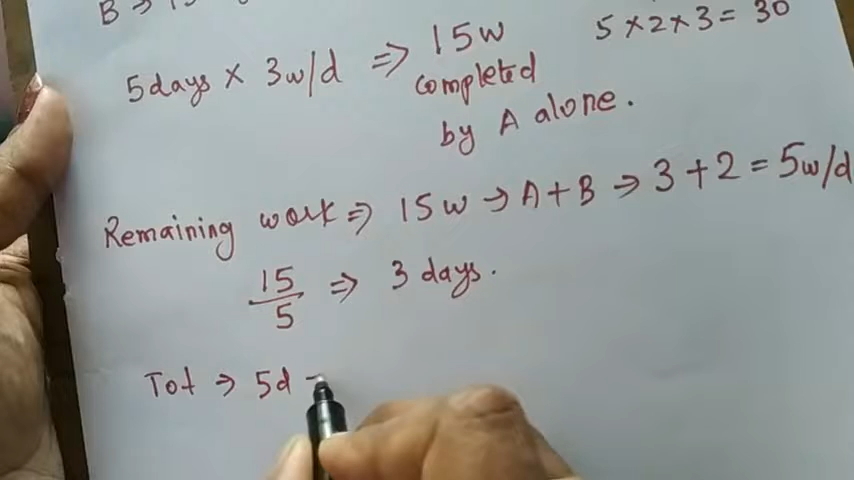 B ⇒ 15
5 × 2 × 3 = 30
5days × 3w/d ⇒ 15w
completed
by A alone.
Remaining work ⇒ 15w → A + B → 3 + 2 = 5w/d
15/5 ⇒ 3 days.
Tot → 5d